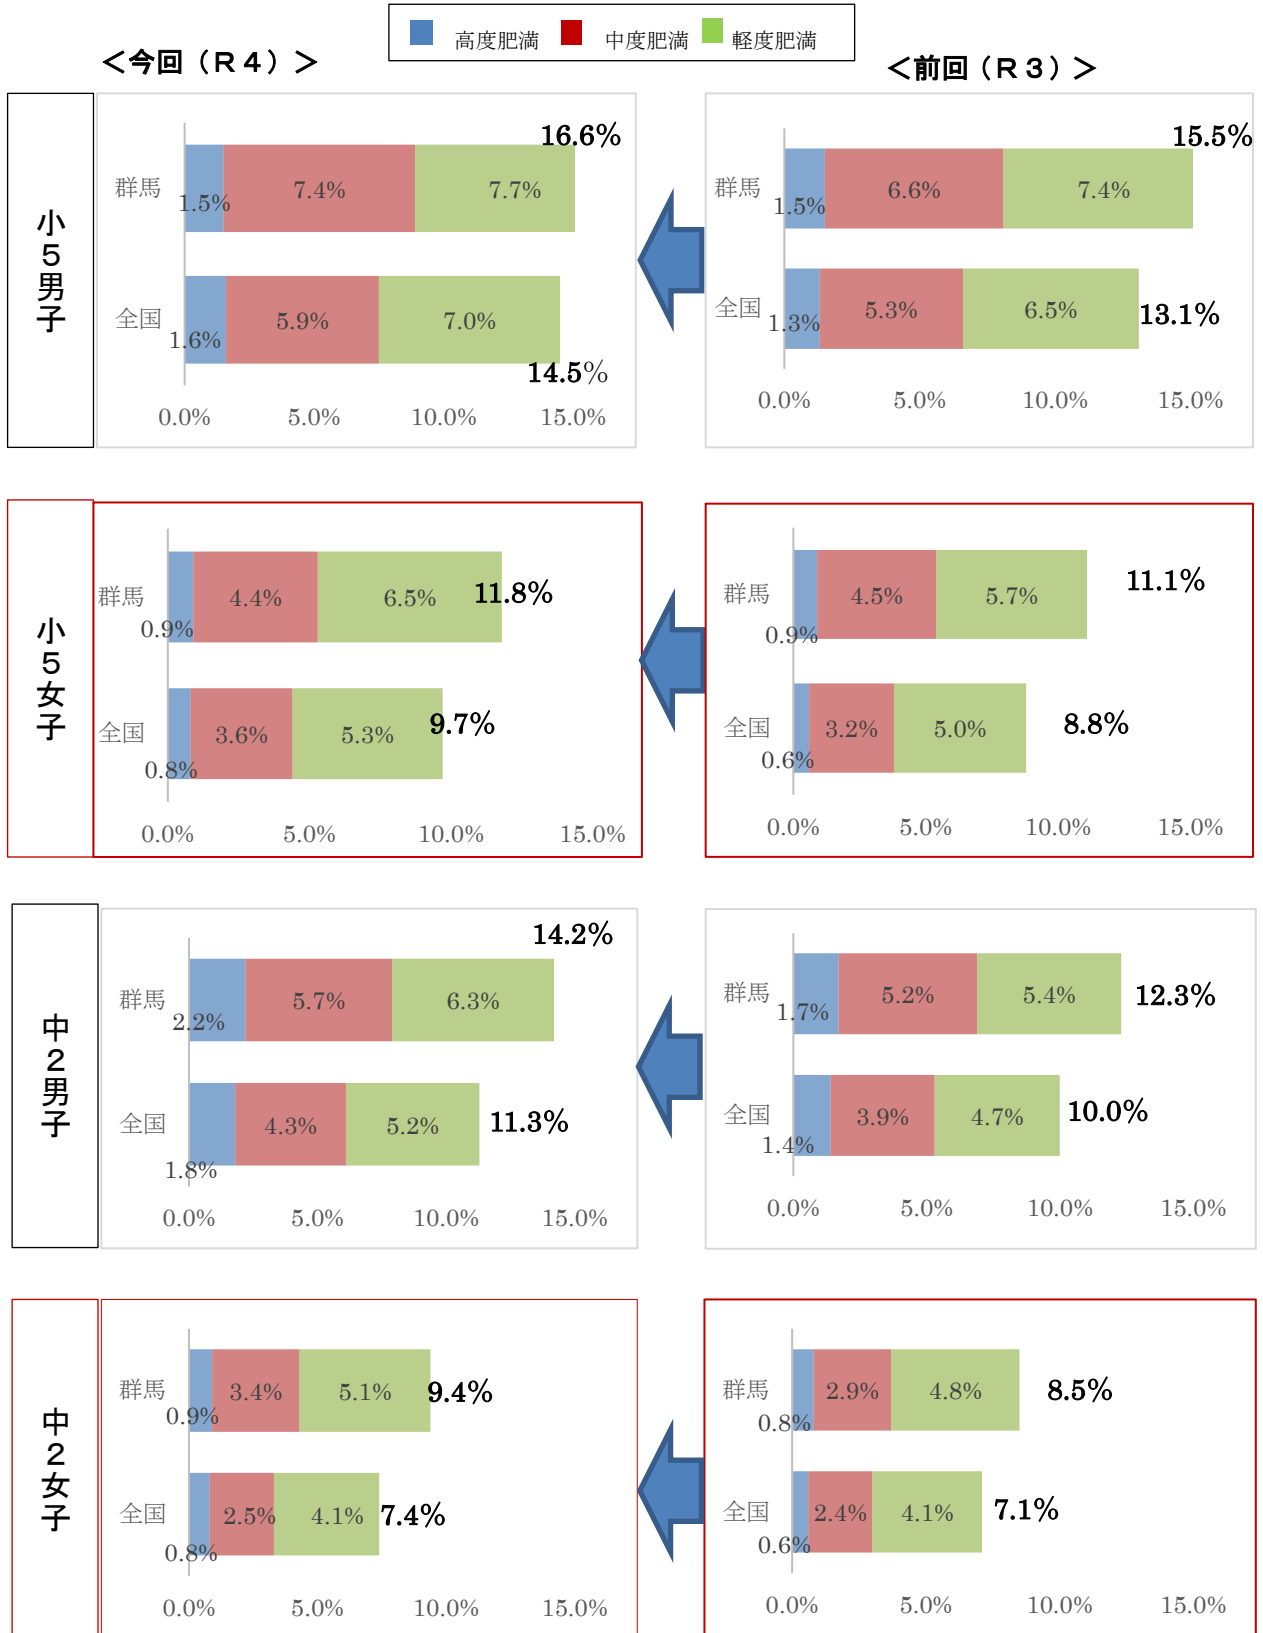 高度肥満 中度肥満 軽度肥満
＜今回（Ｒ４）＞
＜前回（Ｒ３）＞
小５男子
16.6%
群馬 1.5% 7.4% 7.7%
全国 1.6% 5.9% 7.0%
14.5%
0.0% 5.0% 10.0% 15.0%
15.5%
群馬 1.5% 6.6% 7.4%
全国 1.3% 5.3% 6.5% 13.1%
0.0% 5.0% 10.0% 15.0%
小５女子
群馬 0.9% 4.4% 6.5% 11.8%
全国 0.8% 3.6% 5.3% 9.7%
0.0% 5.0% 10.0% 15.0%
群馬 0.9% 4.5% 5.7% 11.1%
全国 0.6% 3.2% 5.0% 8.8%
0.0% 5.0% 10.0% 15.0%
中２男子
14.2%
群馬 2.2% 5.7% 6.3%
全国 1.8% 4.3% 5.2% 11.3%
0.0% 5.0% 10.0% 15.0%
群馬 1.7% 5.2% 5.4% 12.3%
全国 1.4% 3.9% 4.7% 10.0%
0.0% 5.0% 10.0% 15.0%
中２女子
群馬 0.9% 3.4% 5.1% 9.4%
全国 0.8% 2.5% 4.1% 7.4%
0.0% 5.0% 10.0% 15.0%
群馬 0.8% 2.9% 4.8% 8.5%
全国 0.6% 2.4% 4.1% 7.1%
0.0% 5.0% 10.0% 15.0%